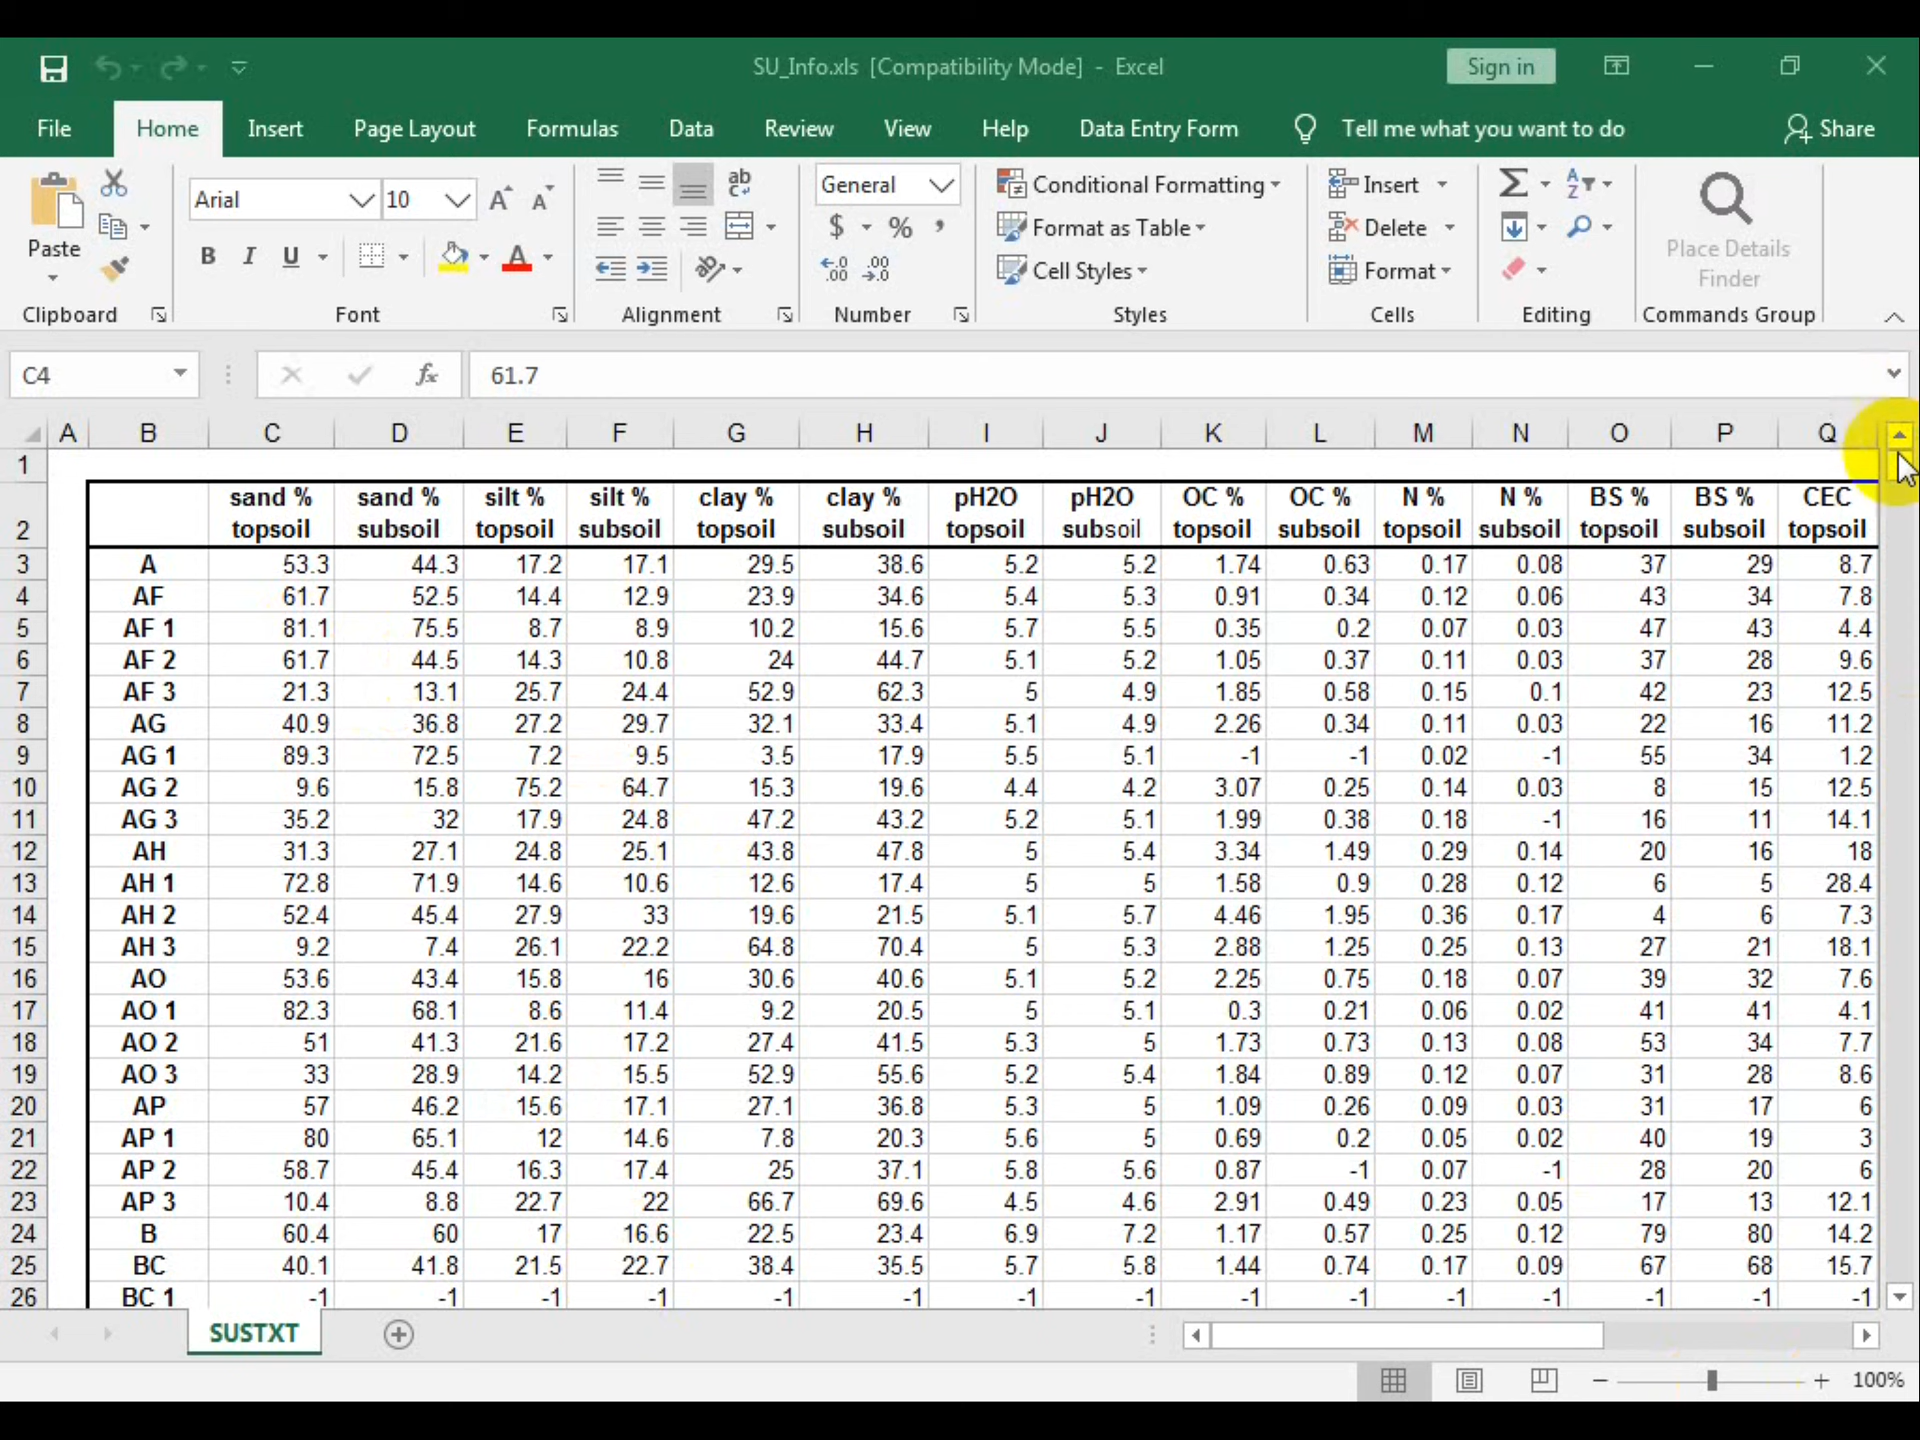 SU_Info.xls [Compatibility Mode] - Excel
Sign in
File Home Insert Page Layout Formulas Data Review View Help Data Entry Form Tell me what you want to do Share
Paste
Clipboard
Arial 10
B I U
Font
Alignment
General
$ % ,
Number
Conditional Formatting
Format as Table
Cell Styles
Styles
Insert
Delete
Format
Cells
Editing
Place Details
Finder
Commands Group
C4 fx 61.7
A B C D E F G H I J K L M N O P Q
1
sand % sand % silt % silt % clay % clay % pH2O pH2O OC % OC % N % N % BS % BS % CEC
2 topsoil subsoil topsoil subsoil topsoil subsoil topsoil subsoil topsoil subsoil topsoil subsoil topsoil subsoil topsoil
3 A 53.3 44.3 17.2 17.1 29.5 38.6 5.2 5.2 1.74 0.63 0.17 0.08 37 29 8.7
4 AF 61.7 52.5 14.4 12.9 23.9 34.6 5.4 5.3 0.91 0.34 0.12 0.06 43 34 7.8
5 AF 1 81.1 75.5 8.7 8.9 10.2 15.6 5.7 5.5 0.35 0.2 0.07 0.03 47 43 4.4
6 AF 2 61.7 44.5 14.3 10.8 24 44.7 5.1 5.2 1.05 0.37 0.11 0.03 37 28 9.6
7 AF 3 21.3 13.1 25.7 24.4 52.9 62.3 5 4.9 1.85 0.58 0.15 0.1 42 23 12.5
8 AG 40.9 36.8 27.2 29.7 32.1 33.4 5.1 4.9 2.26 0.34 0.11 0.03 22 16 11.2
9 AG 1 89.3 72.5 7.2 9.5 3.5 17.9 5.5 5.1 -1 -1 0.02 -1 55 34 1.2
10 AG 2 9.6 15.8 75.2 64.7 15.3 19.6 4.4 4.2 3.07 0.25 0.14 0.03 8 15 12.5
11 AG 3 35.2 32 17.9 24.8 47.2 43.2 5.2 5.1 1.99 0.38 0.18 -1 16 11 14.1
12 AH 31.3 27.1 24.8 25.1 43.8 47.8 5 5.4 3.34 1.49 0.29 0.14 20 16 18
13 AH 1 72.8 71.9 14.6 10.6 12.6 17.4 5 5 1.58 0.9 0.28 0.12 6 5 28.4
14 AH 2 52.4 45.4 27.9 33 19.6 21.5 5.1 5.7 4.46 1.95 0.36 0.17 4 6 7.3
15 AH 3 9.2 7.4 26.1 22.2 64.8 70.4 5 5.3 2.88 1.25 0.25 0.13 27 21 18.1
16 AO 53.6 43.4 15.8 16 30.6 40.6 5.1 5.2 2.25 0.75 0.18 0.07 39 32 7.6
17 AO 1 82.3 68.1 8.6 11.4 9.2 20.5 5 5.1 0.3 0.21 0.06 0.02 41 41 4.1
18 AO 2 51 41.3 21.6 17.2 27.4 41.5 5.3 5 1.73 0.73 0.13 0.08 53 34 7.7
19 AO 3 33 28.9 14.2 15.5 52.9 55.6 5.2 5.4 1.84 0.89 0.12 0.07 31 28 8.6
20 AP 57 46.2 15.6 17.1 27.1 36.8 5.3 5 1.09 0.26 0.09 0.03 31 17 6
21 AP 1 80 65.1 12 14.6 7.8 20.3 5.6 5 0.69 0.2 0.05 0.02 40 19 3
22 AP 2 58.7 45.4 16.3 17.4 25 37.1 5.8 5.6 0.87 -1 0.07 -1 28 20 6
23 AP 3 10.4 8.8 22.7 22 66.7 69.6 4.5 4.6 2.91 0.49 0.23 0.05 17 13 12.1
24 B 60.4 60 17 16.6 22.5 23.4 6.9 7.2 1.17 0.57 0.25 0.12 79 80 14.2
25 BC 40.1 41.8 21.5 22.7 38.4 35.5 5.7 5.8 1.44 0.74 0.17 0.09 67 68 15.7
26 BC 1 -1 -1 -1 -1 -1 -1 -1 -1 -1 -1 -1 -1 -1 -1 -1
SUSTXT
100%